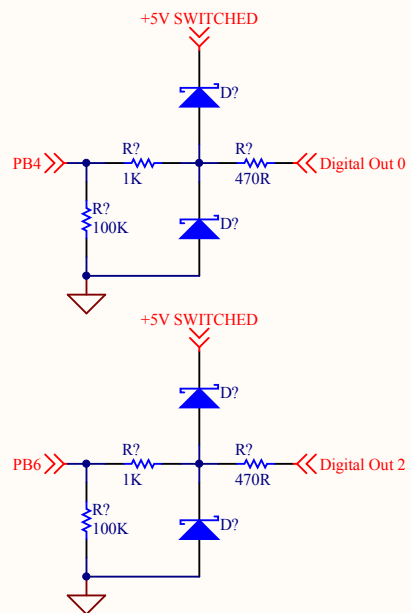 +5V SWITCHED
D?
PB4
R?
1K
R?
470R
Digital Out 0
R?
100K
D?
+5V SWITCHED
D?
PB6
R?
1K
R?
470R
Digital Out 2
R?
100K
D?